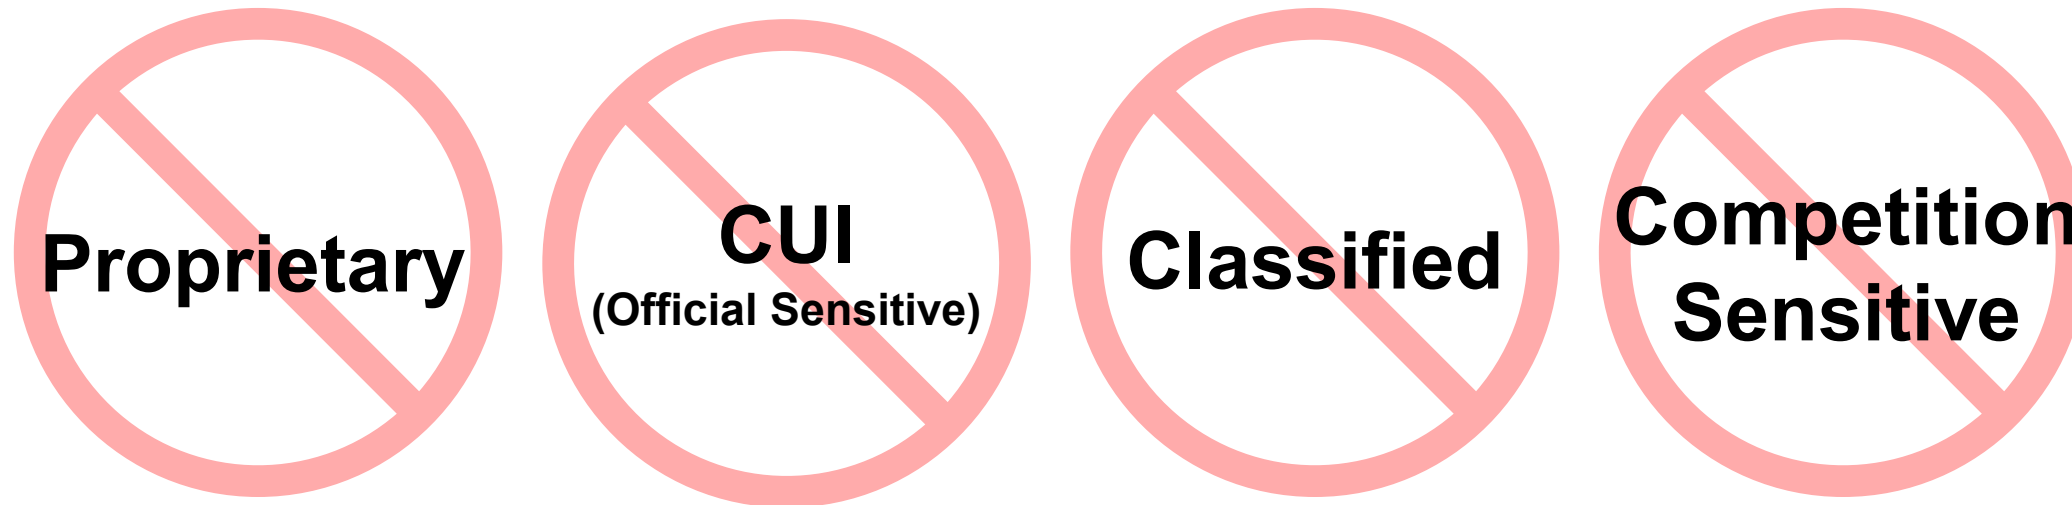 Proprietary
CUI
(Official Sensitive)
Classified
Competition
Sensitive